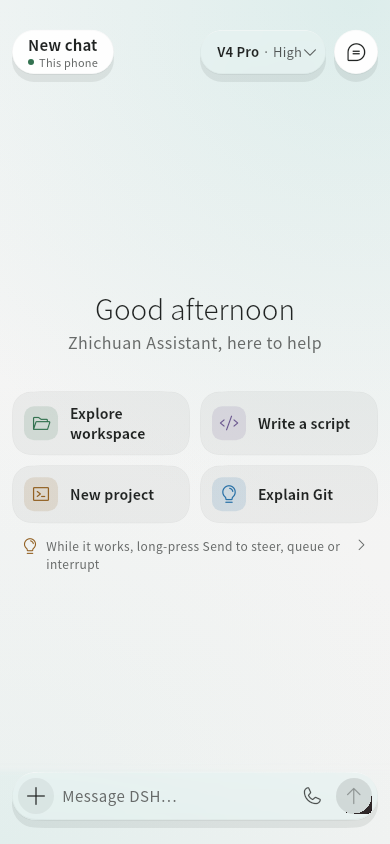 New chat
This phone
V4 Pro · High
Good afternoon
Zhichuan Assistant, here to help
Explore
workspace
Write a script
New project
Explain Git
While it works, long-press Send to steer, queue or
interrupt
Message DSH…